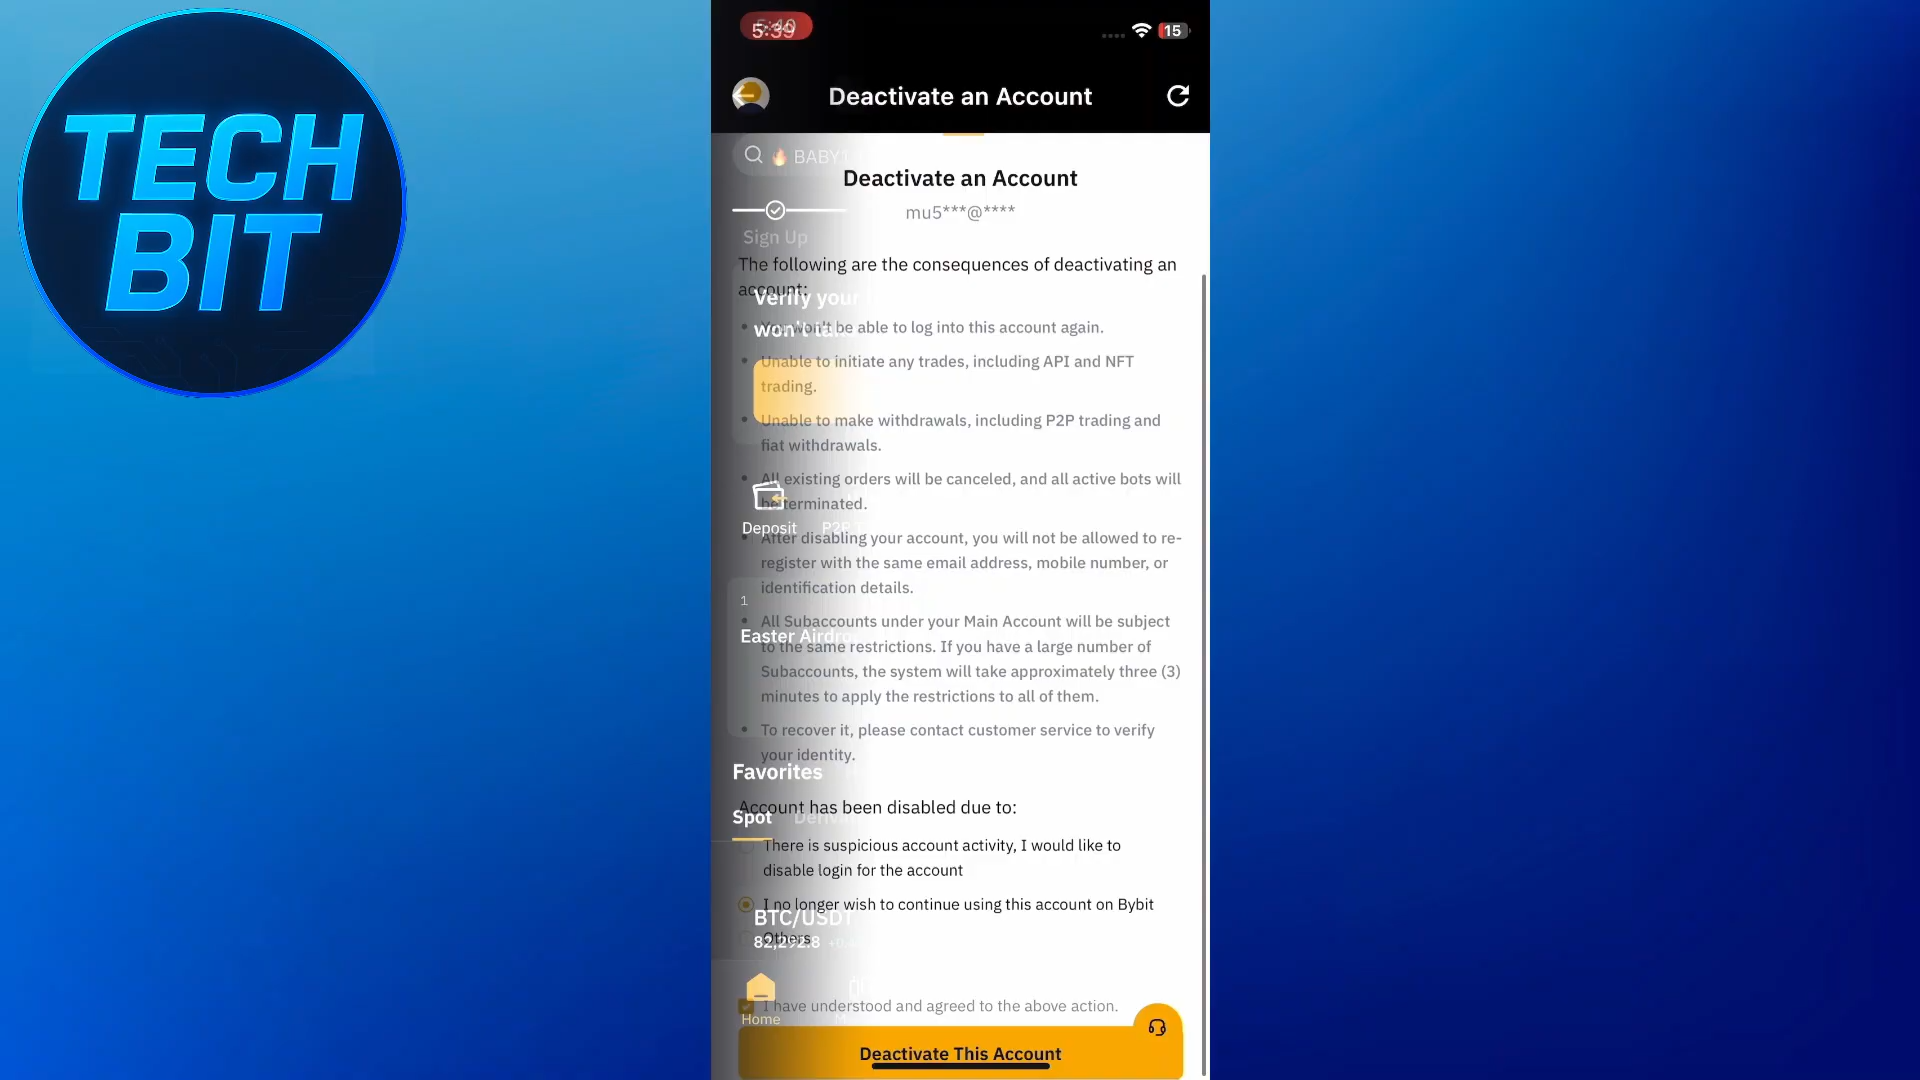 TECH
BIT
15
Deactivate an Account
BABY
Deactivate an Account
mu5***@****
Sign Up
The following are the consequences of deactivating an
account:
Verify your
won't
You won't be able to log into this account again.
Unable to initiate any trades, including API and NFT
trading.
Unable to make withdrawals, including P2P trading and
fiat withdrawals.
All existing orders will be canceled, and all active bots will
be terminated.
Deposit P2P
After disabling your account, you will not be allowed to re-
register with the same email address, mobile number, or
identification details.
1
All Subaccounts under your Main Account will be subject
Easter
to the same restrictions. If you have a large number of
Subaccounts, the system will take approximately three (3)
minutes to apply the restrictions to all of them.
To recover it, please contact customer service to verify
your identity.
Favorites
Account has been disabled due to:
Spot
There is suspicious account activity, I would like to
disable login for the account
I no longer wish to continue using this account on Bybit
BTC/USDT
Others
82,292.8
I have understood and agreed to the above action.
Home
Deactivate This Account